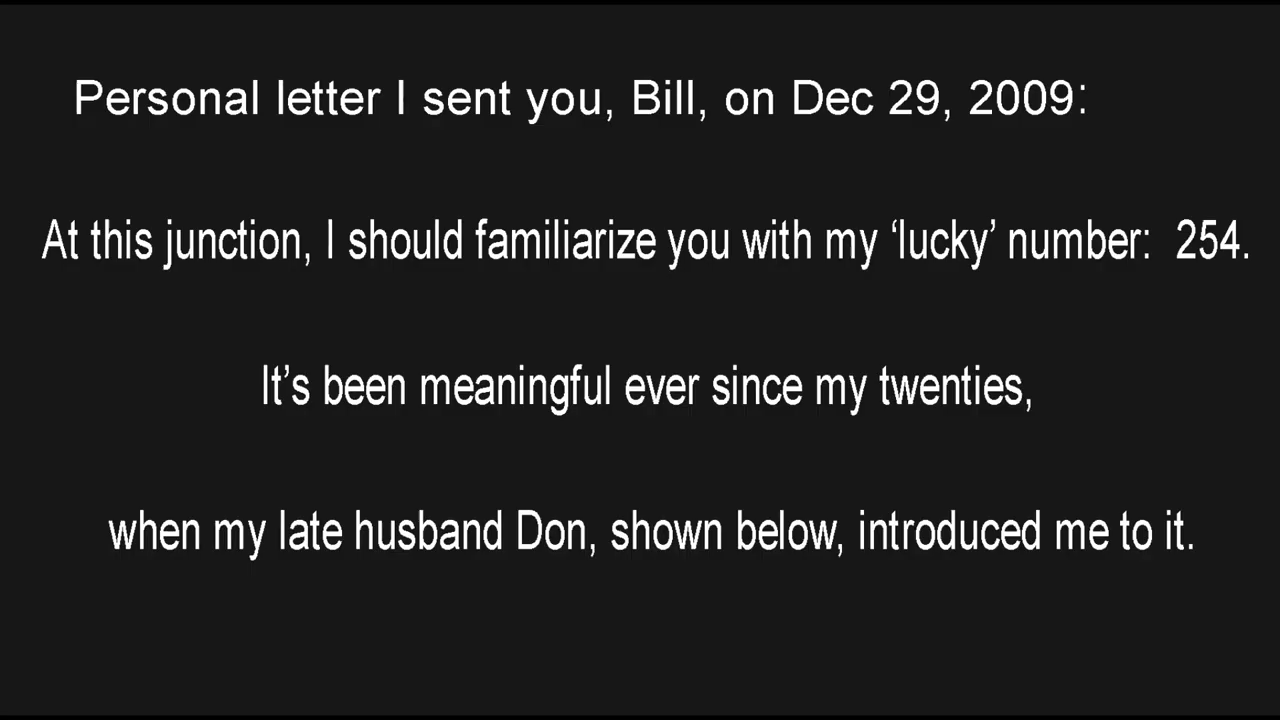 Personal letter I sent you, Bill, on Dec 29, 2009:
At this junction, I should familiarize you with my ‘lucky’ number:  254.
It’s been meaningful ever since my twenties,
when my late husband Don, shown below, introduced me to it.